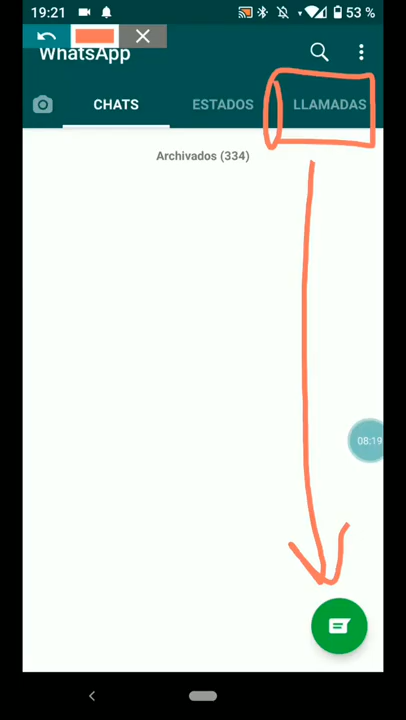 19:21 53 %
WhatsApp
CHATS ESTADOS LLAMADAS
Archivados (334)
08:19